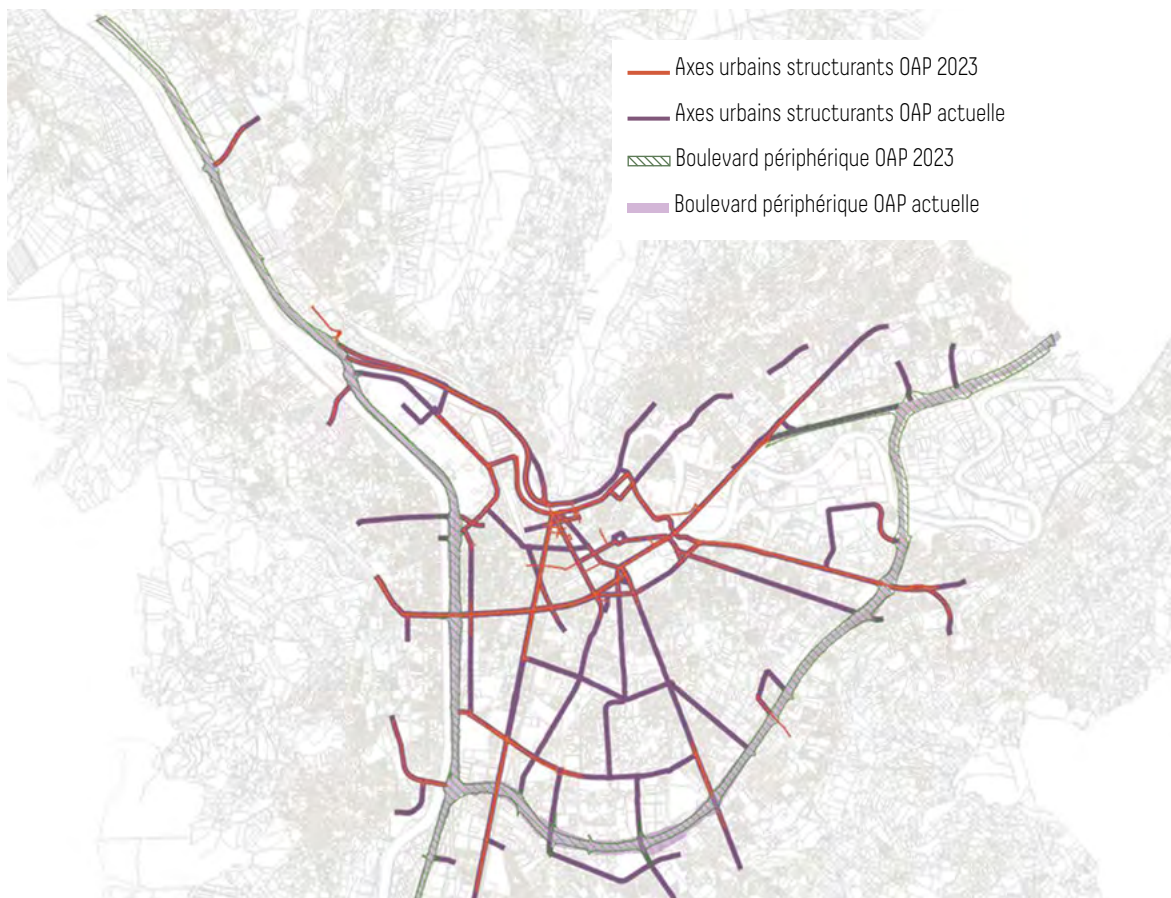 Axes urbains structurants OAP 2023
Axes urbains structurants OAP actuelle
Boulevard périphérique OAP 2023
Boulevard périphérique OAP actuelle